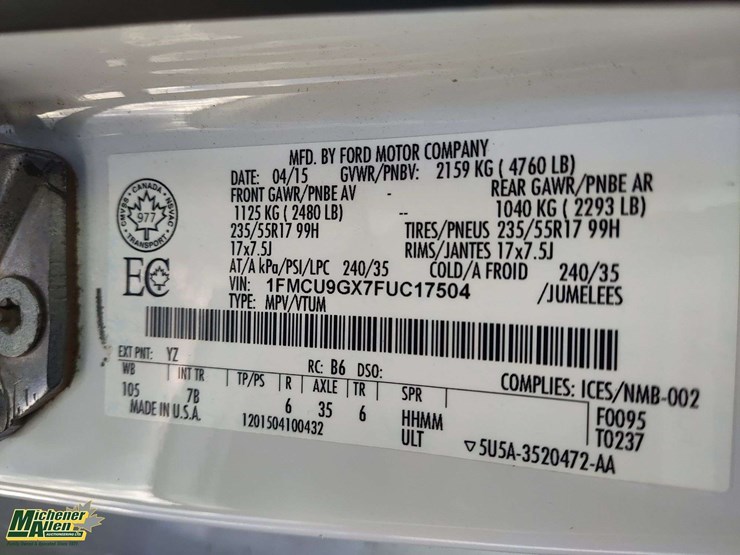 MFD. BY FORD MOTOR COMPANY
DATE: 04/15 GVWR/PNBV: 2159 KG ( 4760 LB)
FRONT GAWR/PNBE AV REAR GAWR/PNBE AR
1125 KG ( 2480 LB) -- 1040 KG ( 2293 LB)
235/55R17 99H TIRES/PNEUS 235/55R17 99H
17x7.5J RIMS/JANTES 17x7.5J
AT/A kPa/PSI/LPC 240/35 COLD/A FROID 240/35
VIN: 1FMCU9GX7FUC17504 /JUMELEES
TYPE: MPV/VTUM
CMVSS • CANADA • NSVAC
977
TRANSPORT
EC
EXT PNT: YZ RC: B6 DSO: COMPLIES: ICES/NMB-002
WB INT TR TP/PS R AXLE TR SPR F0095
105 7B 6 35 6 HHMM T0237
MADE IN U.S.A. 1201504100432 ULT ▽5U5A-3520472-AA
Michener
Allen
AUCTIONEERING LTD.